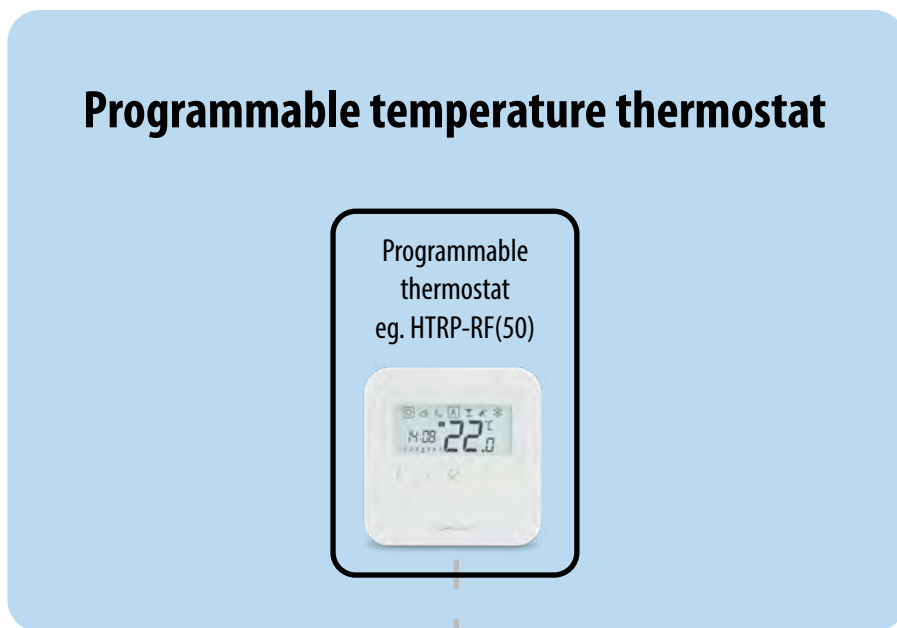 Programmable temperature thermostat
Programmable
thermostat
eg. HTRP-RF(50)
A
14:08 22.0 °C